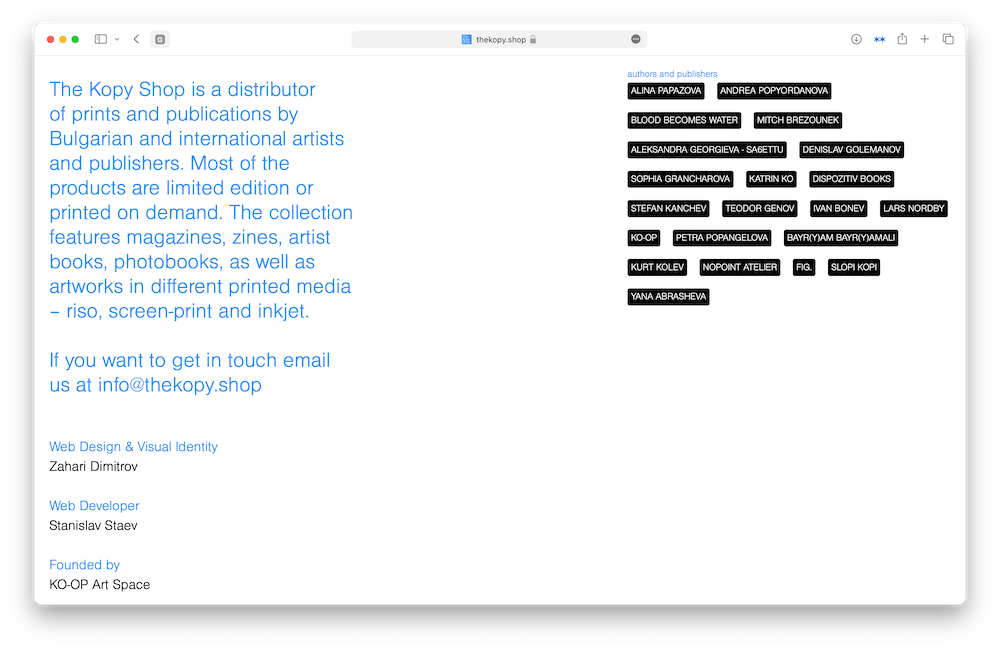 thekopy.shop
The Kopy Shop is a distributor
of prints and publications by
Bulgarian and international artists
and publishers. Most of the
products are limited edition or
printed on demand. The collection
features magazines, zines, artist
books, photobooks, as well as
artworks in different printed media
– riso, screen-print and inkjet.
If you want to get in touch email
us at info@thekopy.shop
Web Design & Visual Identity
Zahari Dimitrov
Web Developer
Stanislav Staev
Founded by
KO-OP Art Space
authors and publishers
ALINA PAPAZOVA ANDREA POPYORDANOVA
BLOOD BECOMES WATER MITCH BREZOUNEK
ALEKSANDRA GEORGIEVA - SA6ETTU DENISLAV GOLEMANOV
SOPHIA GRANCHAROVA KATRIN KO DISPOZITIV BOOKS
STEFAN KANCHEV TEODOR GENOV IVAN BONEV LARS NORDBY
KO-OP PETRA POPANGELOVA BAYR(Y)AM BAYR(Y)AMALI
KURT KOLEV NOPOINT ATELIER FIG. SLOPI KOPI
YANA ABRASHEVA